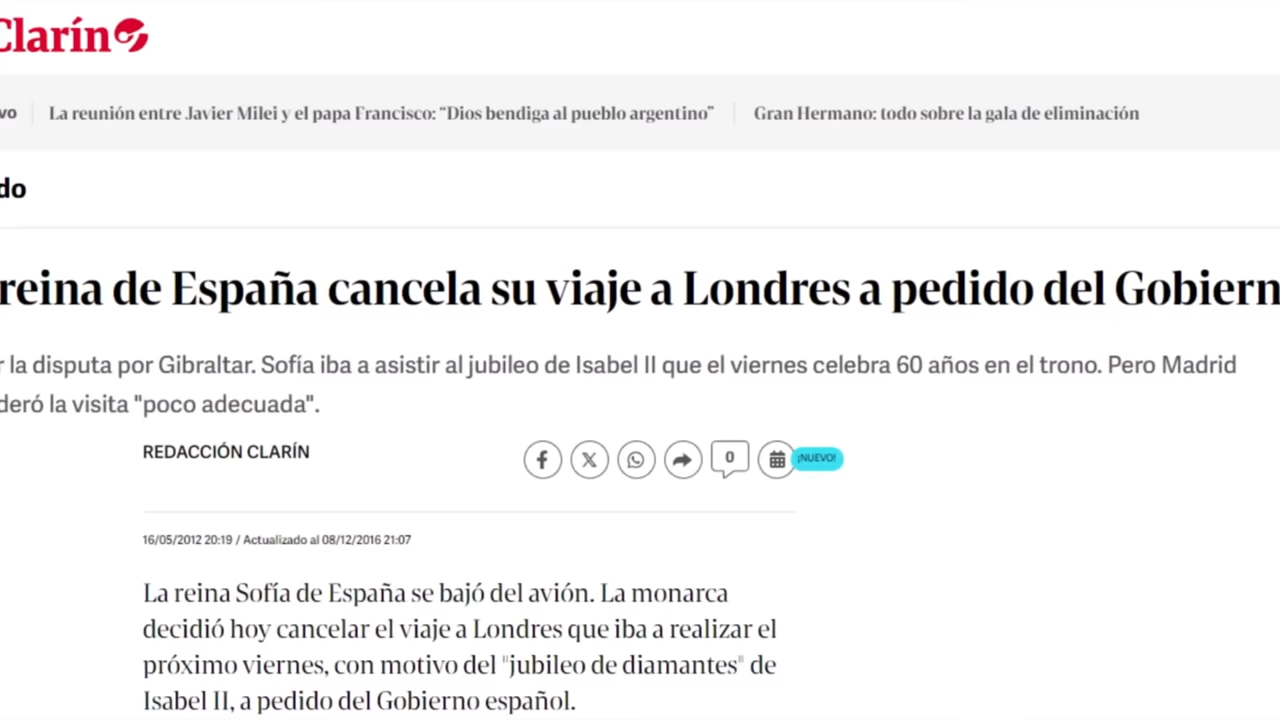 Clarín
vo La reunión entre Javier Milei y el papa Francisco: “Dios bendiga al pueblo argentino” Gran Hermano: todo sobre la gala de eliminación
do
reina de España cancela su viaje a Londres a pedido del Gobiern
r la disputa por Gibraltar. Sofía iba a asistir al jubileo de Isabel II que el viernes celebra 60 años en el trono. Pero Madrid
deró la visita "poco adecuada".
REDACCIÓN CLARÍN
0
¡NUEVO!
16/05/2012 20:19 / Actualizado al 08/12/2016 21:07
La reina Sofía de España se bajó del avión. La monarca
decidió hoy cancelar el viaje a Londres que iba a realizar el
próximo viernes, con motivo del "jubileo de diamantes" de
Isabel II, a pedido del Gobierno español.